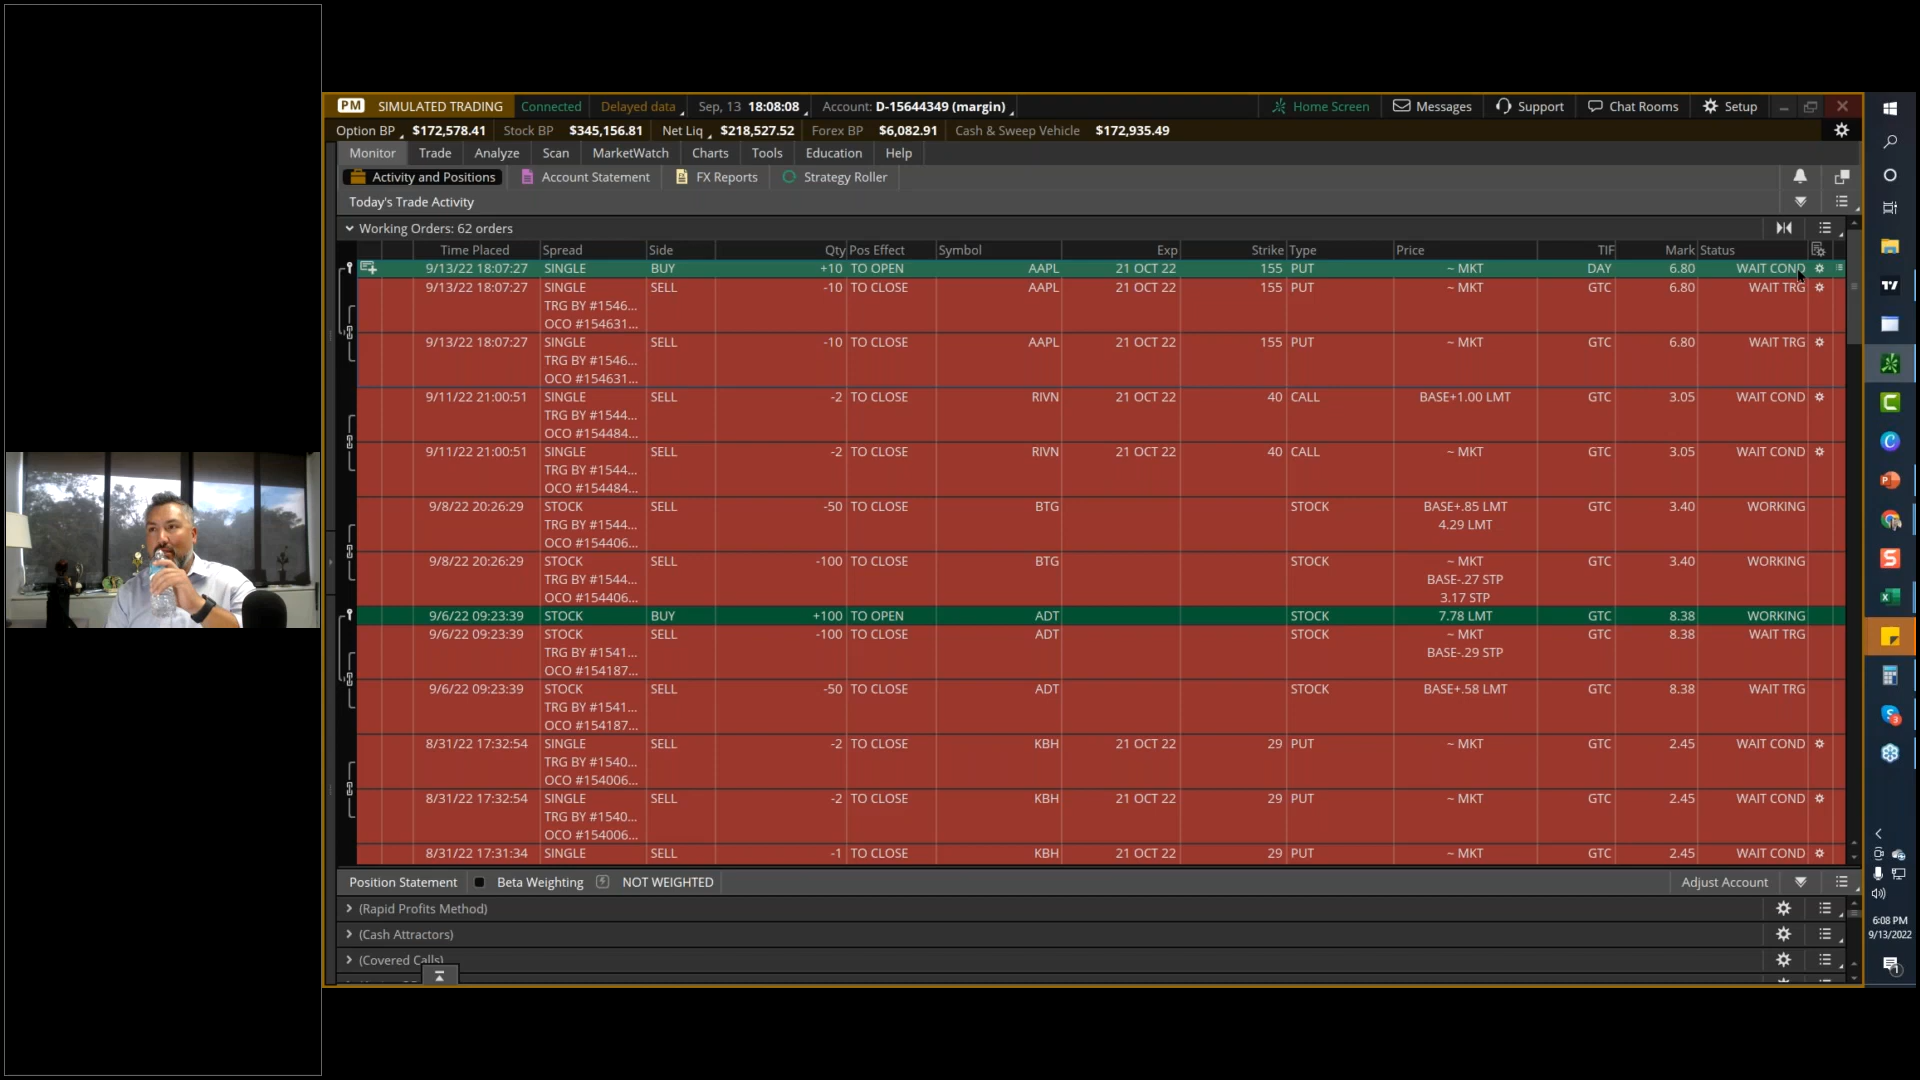 PM SIMULATED TRADING Connected Delayed data Sep, 13 18:08:08 Account: D-15644349 (margin) Home Screen Messages Support Chat Rooms Setup
Option BP $172,578.41 Stock BP $345,156.81 Net Liq $218,527.52 Forex BP $6,082.91 Cash & Sweep Vehicle $172,935.49
Monitor Trade Analyze Scan MarketWatch Charts Tools Education Help
Activity and Positions Account Statement FX Reports Strategy Roller
Today's Trade Activity
Working Orders: 62 orders
Time Placed Spread Side Qty Pos Effect Symbol Exp Strike Type Price TIF Mark Status
9/13/22 18:07:27 SINGLE BUY +10 TO OPEN AAPL 21 OCT 22 155 PUT ~ MKT DAY 6.80 WAIT COND
9/13/22 18:07:27 SINGLE SELL -10 TO CLOSE AAPL 21 OCT 22 155 PUT ~ MKT GTC 6.80 WAIT TRG
TRG BY #1546...
OCO #154631...
9/13/22 18:07:27 SINGLE SELL -10 TO CLOSE AAPL 21 OCT 22 155 PUT ~ MKT GTC 6.80 WAIT TRG
TRG BY #1546...
OCO #154631...
9/11/22 21:00:51 SINGLE SELL -2 TO CLOSE RIVN 21 OCT 22 40 CALL BASE+1.00 LMT GTC 3.05 WAIT COND
TRG BY #1544...
OCO #154484...
9/11/22 21:00:51 SINGLE SELL -2 TO CLOSE RIVN 21 OCT 22 40 CALL ~ MKT GTC 3.05 WAIT COND
TRG BY #1544...
OCO #154484...
9/8/22 20:26:29 STOCK SELL -50 TO CLOSE BTG STOCK BASE+.85 LMT GTC 3.40 WORKING
TRG BY #1544... 4.29 LMT
OCO #154406...
9/8/22 20:26:29 STOCK SELL -100 TO CLOSE BTG STOCK ~ MKT GTC 3.40 WORKING
TRG BY #1544... BASE-.27 STP
OCO #154406... 3.17 STP
9/6/22 09:23:39 STOCK BUY +100 TO OPEN ADT STOCK 7.78 LMT GTC 8.38 WORKING
9/6/22 09:23:39 STOCK SELL -100 TO CLOSE ADT STOCK ~ MKT GTC 8.38 WAIT TRG
TRG BY #1541... BASE-.29 STP
OCO #154187...
9/6/22 09:23:39 STOCK SELL -50 TO CLOSE ADT STOCK BASE+.58 LMT GTC 8.38 WAIT TRG
TRG BY #1541...
OCO #154187...
8/31/22 17:32:54 SINGLE SELL -2 TO CLOSE KBH 21 OCT 22 29 PUT ~ MKT GTC 2.45 WAIT COND
TRG BY #1540...
OCO #154006...
8/31/22 17:32:54 SINGLE SELL -2 TO CLOSE KBH 21 OCT 22 29 PUT ~ MKT GTC 2.45 WAIT COND
TRG BY #1540...
OCO #154006...
8/31/22 17:31:34 SINGLE SELL -1 TO CLOSE KBH 21 OCT 22 29 PUT ~ MKT GTC 2.45 WAIT COND
Position Statement Beta Weighting NOT WEIGHTED Adjust Account
(Rapid Profits Method)
(Cash Attractors)
(Covered Calls)
6:08 PM
9/13/2022